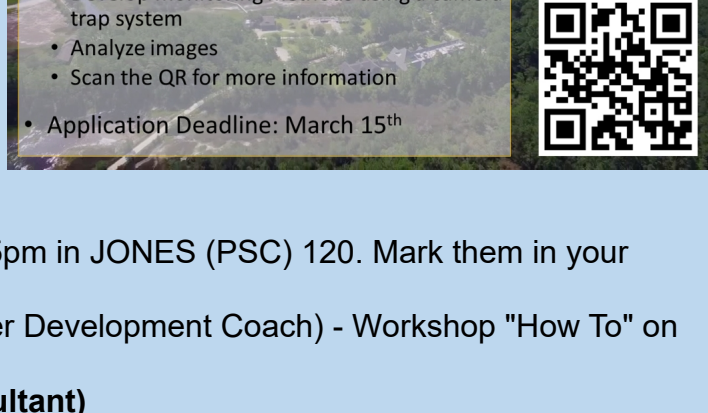 trap system
• Analyze images
• Scan the QR for more information
• Application Deadline: March 15th
5pm in JONES (PSC) 120. Mark them in your
er Development Coach) - Workshop "How To" on
ultant)